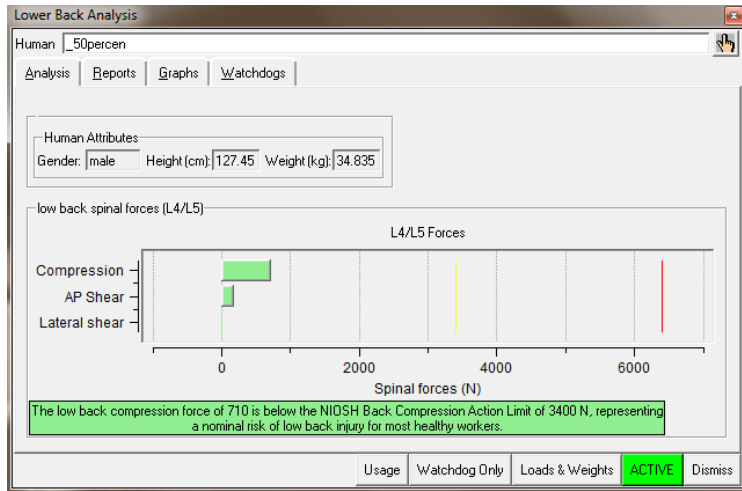 Lower Back Analysis
Human _50percen
Analysis Reports Graphs Watchdogs
Human Attributes
Gender: male Height (cm): 127.45 Weight (kg): 34.835
low back spinal forces (L4/L5)
L4/L5 Forces
Compression
AP Shear
Lateral shear
0 2000 4000 6000
Spinal forces (N)
The low back compression force of 710 is below the NIOSH Back Compression Action Limit of 3400 N, representing
a nominal risk of low back injury for most healthy workers.
Usage Watchdog Only Loads & Weights ACTIVE Dismiss